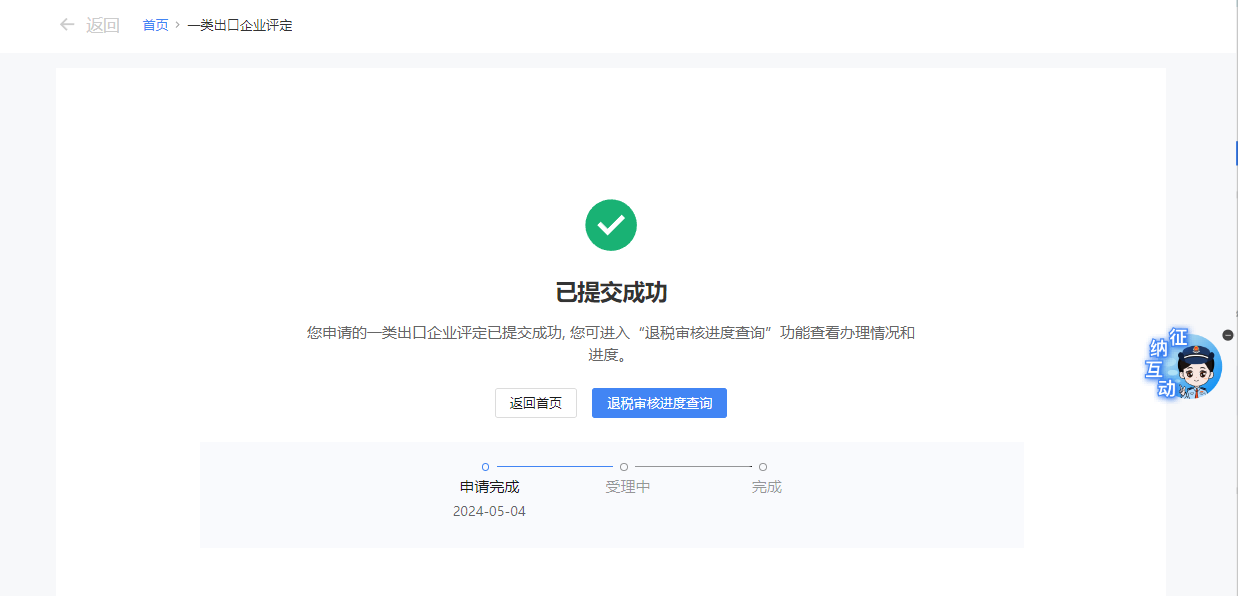 返回 首页 > 一类出口企业评定
已提交成功
您申请的一类出口企业评定已提交成功, 您可进入“退税审核进度查询”功能查看办理情况和
进度。
返回首页 退税审核进度查询
征纳互动
申请完成 受理中 完成
2024-05-04